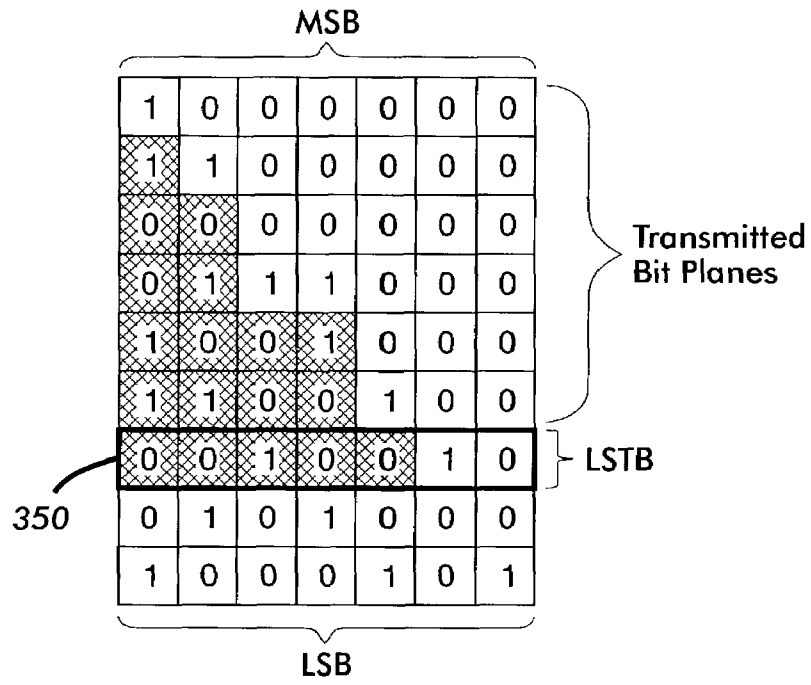 MSB
1 0 0 0 0 0 0
1 1 0 0 0 0 0
0 0 0 0 0 0 0
0 1 1 1 0 0 0
1 0 0 1 0 0 0
1 1 0 0 1 0 0
Transmitted
Bit Planes
0 0 1 0 0 1 0
LSTB
350
0 1 0 1 0 0 0
1 0 0 0 1 0 1
LSB